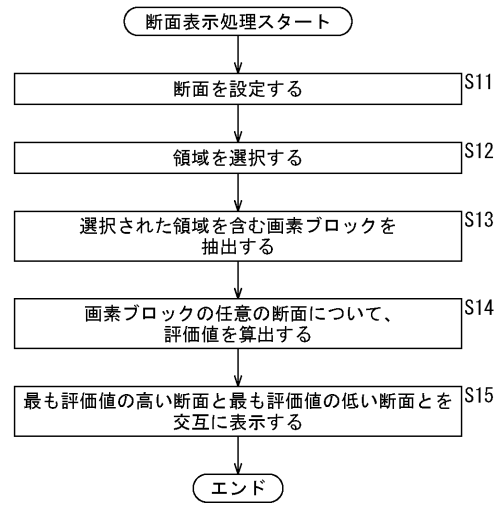 断面表示処理スタート
断面を設定する
S11
領域を選択する
S12
選択された領域を含む画素ブロックを
抽出する
S13
画素ブロックの任意の断面について、
評価値を算出する
S14
最も評価値の高い断面と最も評価値の低い断面とを
交互に表示する
S15
エンド